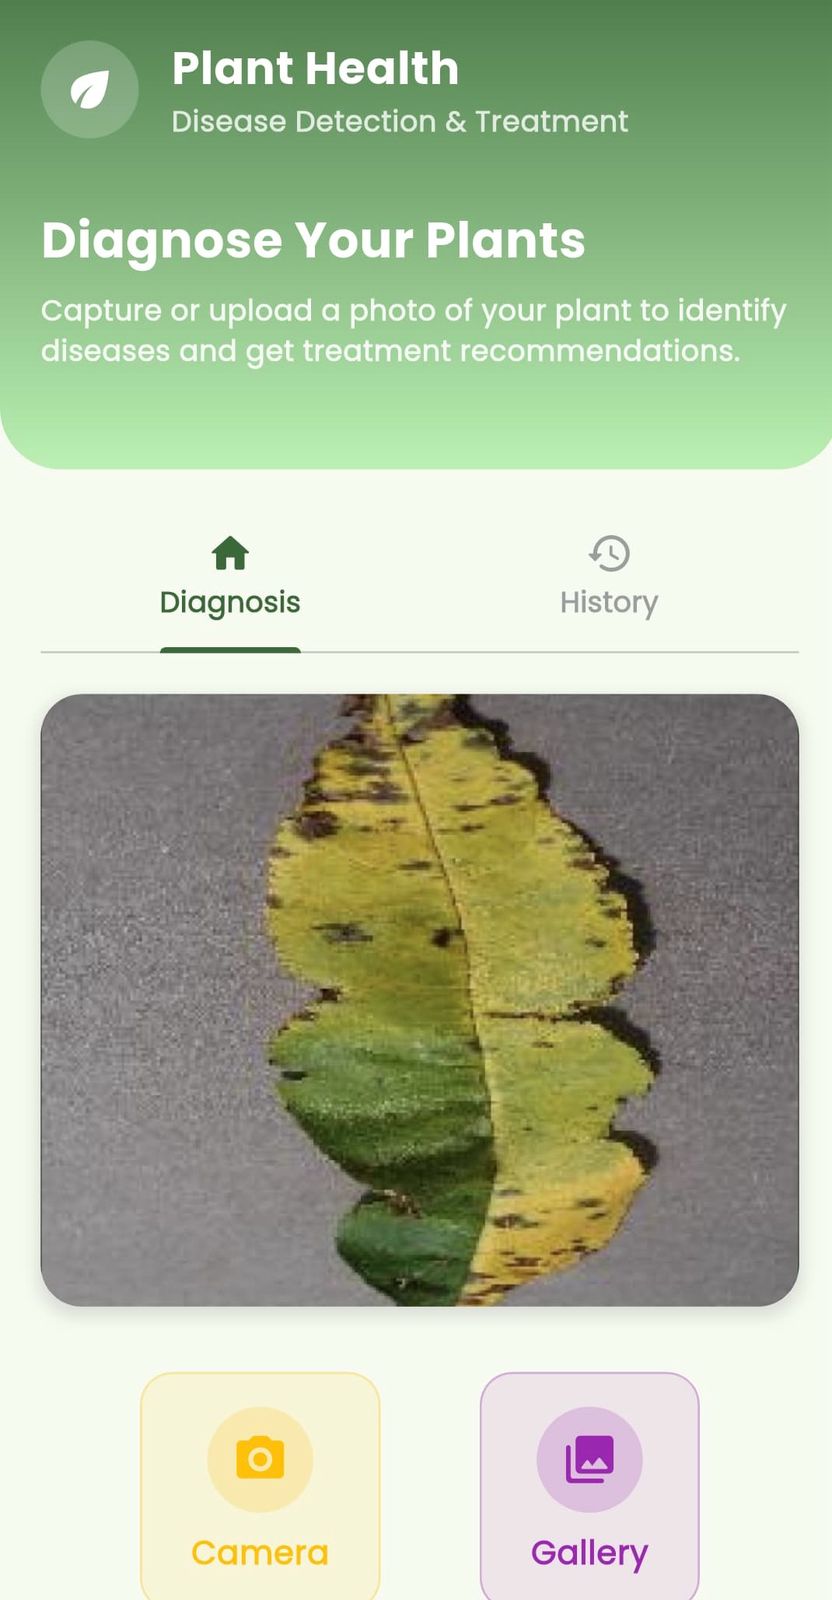 Plant Health
Disease Detection & Treatment
Diagnose Your Plants
Capture or upload a photo of your plant to identify
diseases and get treatment recommendations.
Diagnosis
History
Camera
Gallery